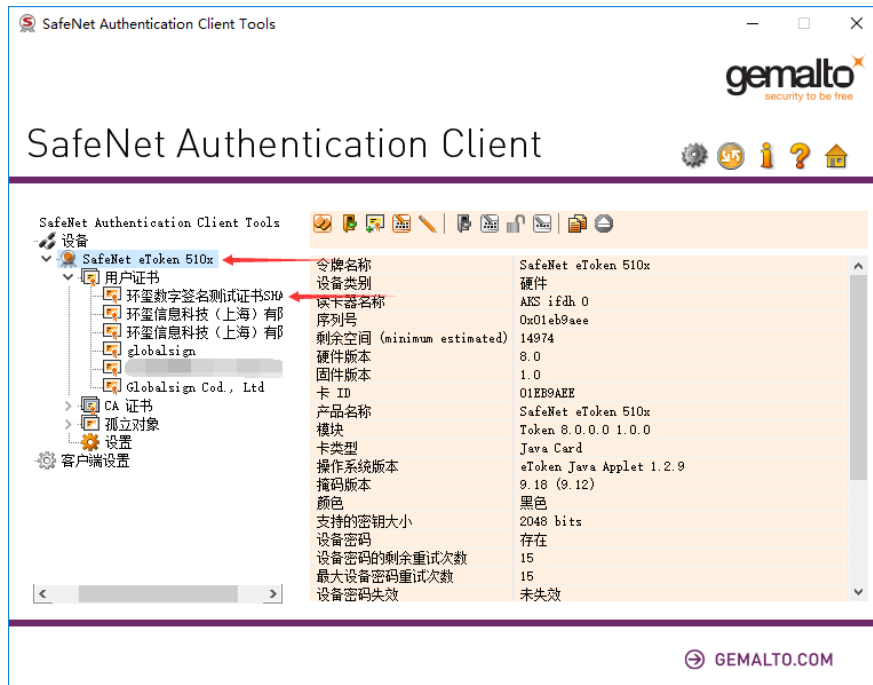 SafeNet Authentication Client Tools
gemalto
security to be free
SafeNet Authentication Client
SafeNet Authentication Client Tools
设备
SafeNet eToken 510x
用户证书
环玺数字签名测试证书SHA
环玺信息科技（上海）有限
环玺信息科技（上海）有限
globalsign
Globalsign Cod., Ltd
CA 证书
孤立对象
设置
客户端设置
令牌名称 SafeNet eToken 510x
设备类别 硬件
读卡器名称 AKS ifdh 0
序列号 0x01eb9aee
剩余空间 (minimum estimated) 14974
硬件版本 8.0
固件版本 1.0
卡 ID 01EB9AEE
产品名称 SafeNet eToken 510x
模块 Token 8.0.0.0 1.0.0
卡类型 Java Card
操作系统版本 eToken Java Applet 1.2.9
掩码版本 9.18 (9.12)
颜色 黑色
支持的密钥大小 2048 bits
设备密码 存在
设备密码的剩余重试次数 15
最大设备密码重试次数 15
设备密码失效 未失效
GEMALTO.COM